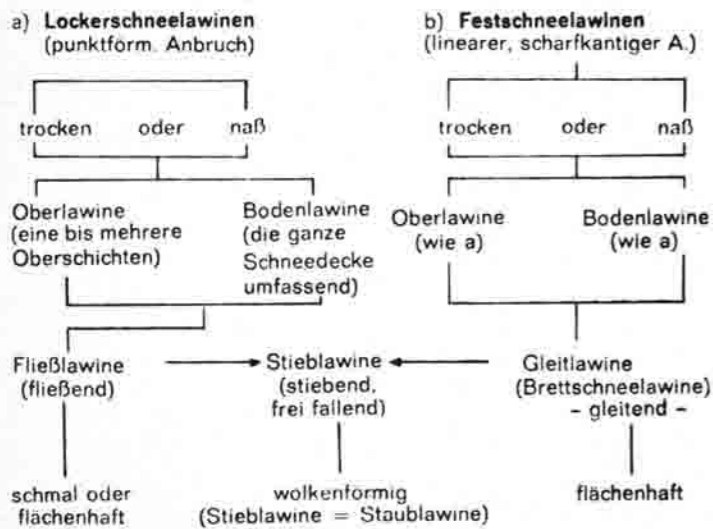 a) Lockerschneelawinen
(punktform. Anbruch)
b) Festschneelawinen
(linearer, scharfkantiger A.)
trocken oder naß
trocken oder naß
Oberlawine
(eine bis mehrere
Oberschichten)
Bodenlawine
(die ganze
Schneedecke
umfassend)
Oberlawine
(wie a)
Bodenlawine
(wie a)
Fließlawine
(fließend)
Stieblawine
(stiebend,
frei fallend)
Gleitlawine
(Brettschneelawine)
- gleitend -
schmal oder
flächenhaft
wolkenförmig
(Stieblawine = Staublawine)
flächenhaft